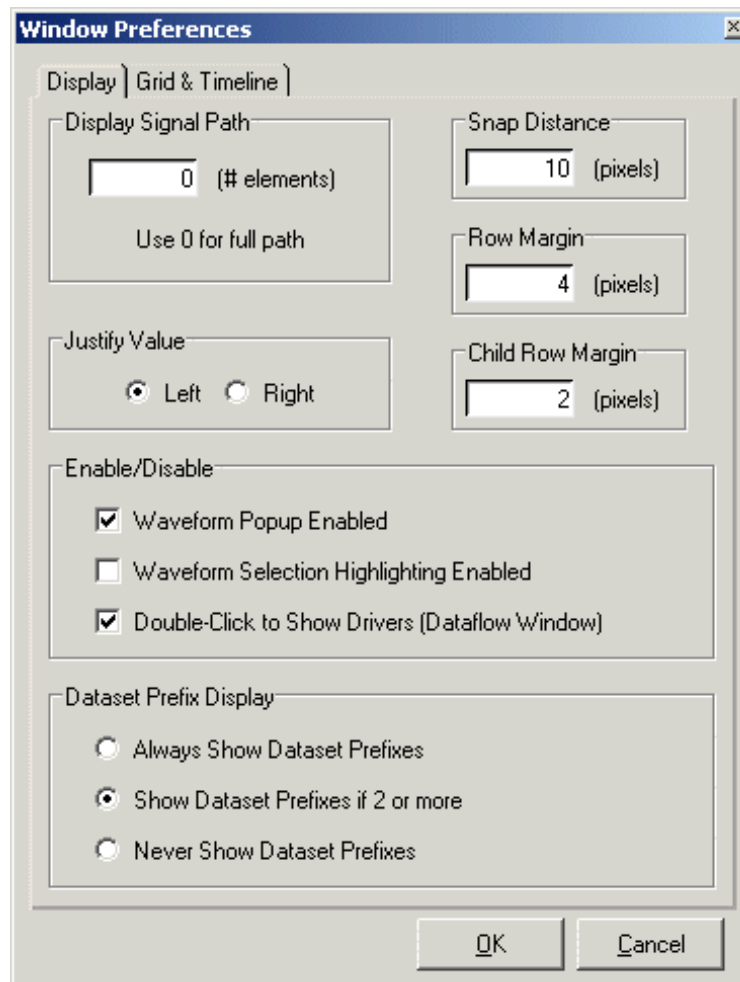 Window Preferences
Display
Grid & Timeline
Display Signal Path
0 (# elements)
Use 0 for full path
Snap Distance
10 (pixels)
Row Margin
4 (pixels)
Justify Value
Left Right
Child Row Margin
2 (pixels)
Enable/Disable
Waveform Popup Enabled
Waveform Selection Highlighting Enabled
Double-Click to Show Drivers (Dataflow Window)
Dataset Prefix Display
Always Show Dataset Prefixes
Show Dataset Prefixes if 2 or more
Never Show Dataset Prefixes
OK
Cancel